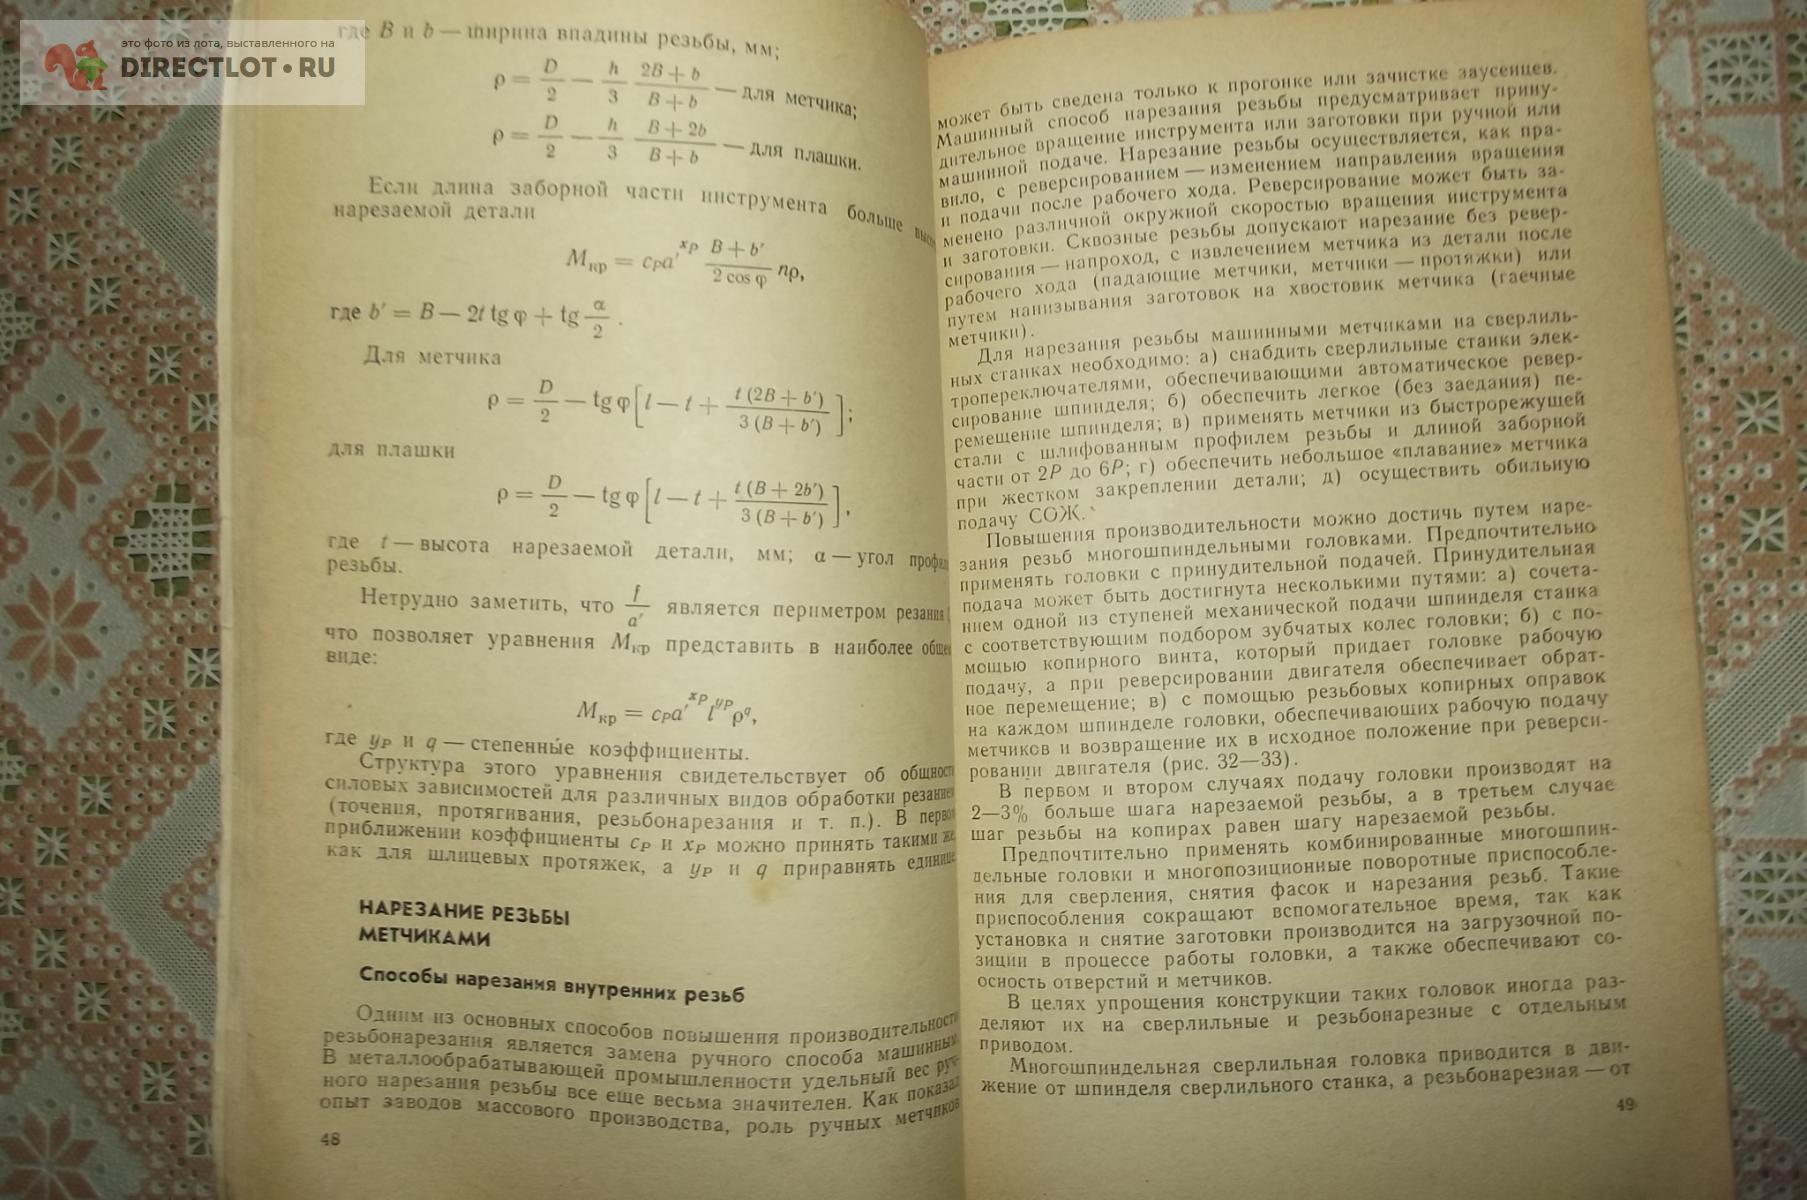 это фото из лота, выставленного на
DIRECTLOT.RU
где B и b — ширина впадины резьбы, мм;
ρ = D/2 — h/3 (2B + b)/(B + b) — для метчика;
ρ = D/2 — h/3 (B + 2b)/(B + b) — для плашки.
Если длина заборной части инструмента больше
нарезаемой детали
Mкр = cPa′^xP (B + b′)/(2 cos φ) nρ,
где b′ = B — 2t tg φ + tg α/2 .
Для метчика
ρ = D/2 — tg φ [l — t + t (2B + b′)/3 (B + b′)];
для плашки
ρ = D/2 — tg φ [l — t + t (B + 2b′)/3 (B + b′)],
где t — высота нарезаемой детали, мм; α — угол
резьбы.
Нетрудно заметить, что f/a′ является периметром резания
что позволяет уравнения Mкр представить в наиболее
виде:
Mкр = cPa′^xP l^yP ρ^q,
где yP и q — степенные коэффициенты.
Структура этого уравнения свидетельствует об
силовых зависимостей для различных видов обработки
(точения, протягивания, резьбонарезания и т. п.). В
приближении коэффициенты cP и xP можно принять такими же,
как для шлицевых протяжек, а yP и q приравнять
НАРЕЗАНИЕ РЕЗЬБЫ
МЕТЧИКАМИ
Способы нарезания внутренних резьб
Одним из основных способов повышения производительности
резьбонарезания является замена ручного способа машинным.
В металлообрабатывающей промышленности удельный вес руч-
ного нарезания резьбы все еще весьма значителен. Как показал
опыт заводов массового производства, роль ручных метчиков
48
может быть сведена только к прогонке или зачистке заусенцев.
Машинный способ нарезания резьбы предусматривает прину-
дительное вращение инструмента или заготовки при ручной или
машинной подаче. Нарезание резьбы осуществляется, как пра-
вило, с реверсированием — изменением направления вращения
и подачи после рабочего хода. Реверсирование может быть за-
менено различной окружной скоростью вращения инструмента
и заготовки. Сквозные резьбы допускают нарезание без ревер-
сирования — напроход, с извлечением метчика из детали после
рабочего хода (падающие метчики, метчики — протяжки) или
путем нанизывания заготовок на хвостовик метчика (гаечные
метчики).
Для нарезания резьбы машинными метчиками на сверлиль-
ных станках необходимо: а) снабдить сверлильные станки элек-
тропереключателями, обеспечивающими автоматическое ревер-
сирование шпинделя; б) обеспечить легкое (без заедания) пе-
ремещение шпинделя; в) применять метчики из быстрорежущей
стали с шлифованным профилем резьбы и длиной заборной
части от 2P до 6P; г) обеспечить небольшое «плавание» метчика
при жестком закреплении детали; д) осуществить обильную
подачу СОЖ.
Повышения производительности можно достичь путем наре-
зания резьб многошпиндельными головками. Предпочтительно
применять головки с принудительной подачей. Принудительная
подача может быть достигнута несколькими путями: а) сочета-
нием одной из ступеней механической подачи шпинделя станка
с соответствующим подбором зубчатых колес головки; б) с по-
мощью копирного винта, который придает головке рабочую
подачу, а при реверсировании двигателя обеспечивает обрат-
ное перемещение; в) с помощью резьбовых копирных оправок
на каждом шпинделе головки, обеспечивающих рабочую подачу
метчиков и возвращение их в исходное положение при реверси-
ровании двигателя (рис. 32—33).
В первом и втором случаях подачу головки производят на
2—3% больше шага нарезаемой резьбы, а в третьем случае
шаг резьбы на копирах равен шагу нарезаемой резьбы.
Предпочтительно применять комбинированные многошпин-
дельные головки и многопозиционные поворотные приспособле-
ния для сверления, снятия фасок и нарезания резьб. Такие
приспособления сокращают вспомогательное время, так как
установка и снятие заготовки производится на загрузочной по-
зиции в процессе работы головки, а также обеспечивают со-
осность отверстий и метчиков.
В целях упрощения конструкции таких головок иногда раз-
деляют их на сверлильные и резьбонарезные с отдельным
приводом.
Многошпиндельная сверлильная головка приводится в дви-
жение от шпинделя сверлильного станка, а резьбонарезная — от
49